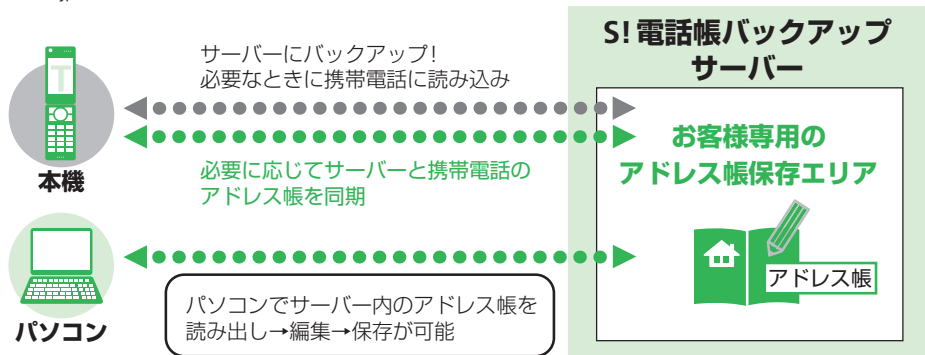 サーバーにバックアップ!
必要なときに携帯電話に読み込み
本機
必要に応じてサーバーと携帯電話の
アドレス帳を同期
パソコン
パソコンでサーバー内のアドレス帳を
読み出し→編集→保存が可能
S!電話帳バックアップ
サーバー
お客様専用の
アドレス帳保存エリア
アドレス帳